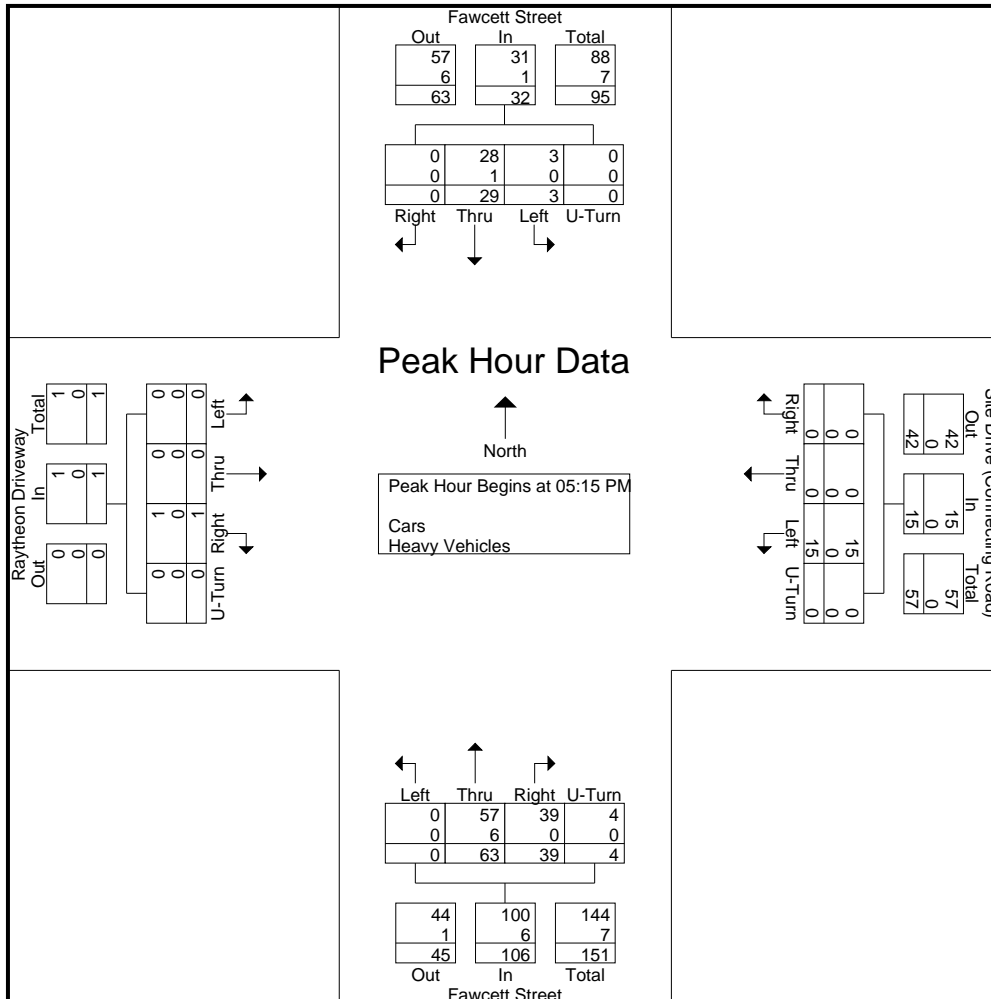 Fawcett Street
Out In Total
57 31 88
6 1 7
63 32 95
0 28 3 0
0 1 0 0
0 29 3 0
Right Thru Left U-Turn
Peak Hour Data
North
Peak Hour Begins at 05:15 PM
Cars
Heavy Vehicles
Raytheon Driveway
Out In Total
0 1 1
0 0 0
0 1 1
Left Thru Right U-Turn
0 0 1 0
0 0 0 0
0 0 1 0
Site Drive (Connecting Road)
Out In Total
42 15 57
0 0 0
42 15 57
Right Thru Left U-Turn
0 0 15 0
0 0 0 0
0 0 15 0
Left Thru Right U-Turn
0 57 39 4
0 6 0 0
0 63 39 4
44 100 144
1 6 7
45 106 151
Out In Total
Fawcett Street